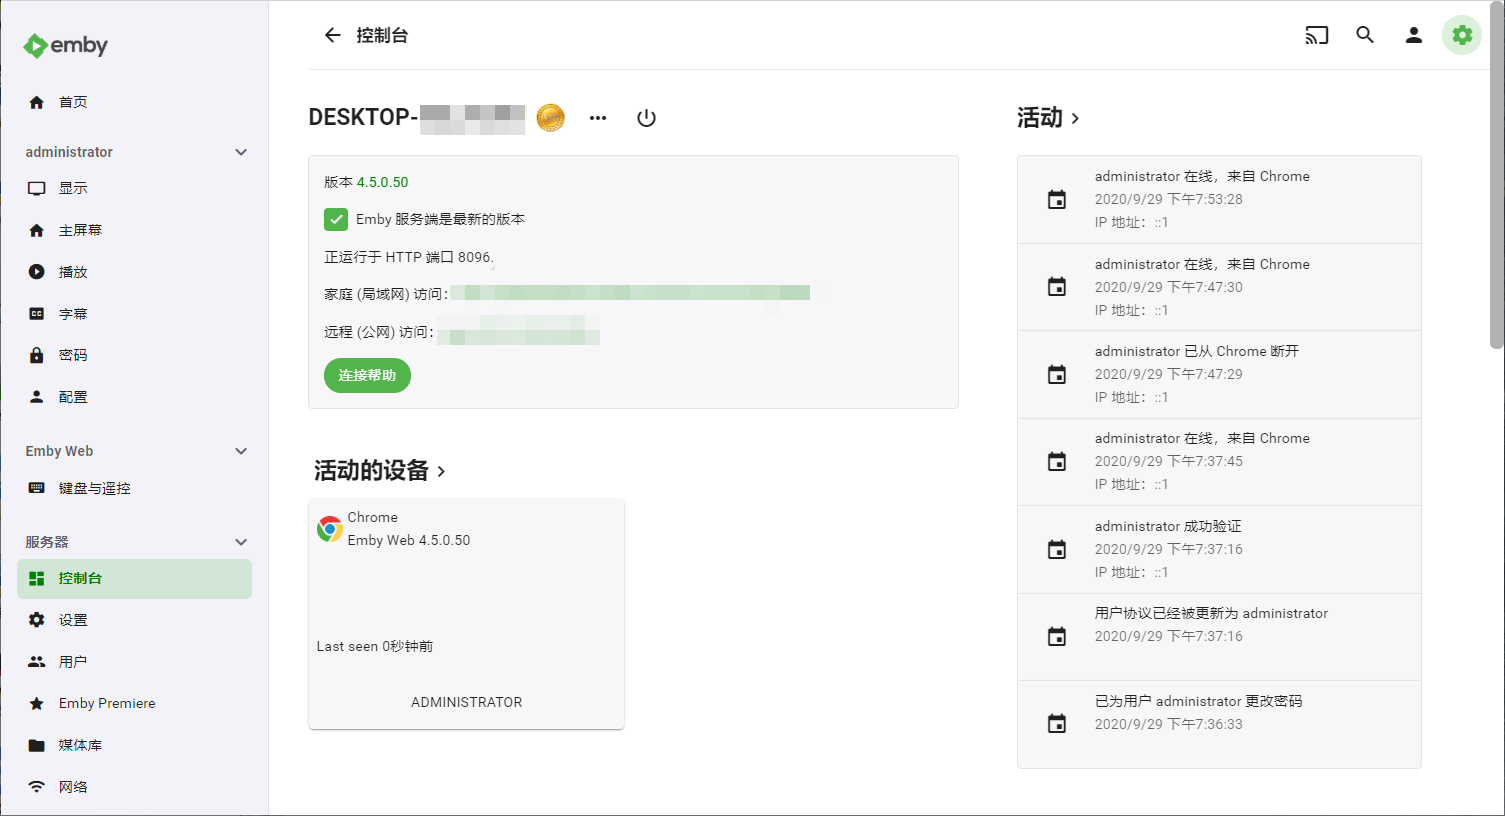 emby
首页
administrator
显示
主屏幕
播放
字幕
密码
配置
Emby Web
键盘与遥控
服务器
控制台
设置
用户
Emby Premiere
媒体库
网络
控制台
DESKTOP-
版本 4.5.0.50
Emby 服务端是最新的版本
正运行于 HTTP 端口 8096.
家庭 (局域网) 访问：
远程 (公网) 访问：
连接帮助
活动的设备
Chrome
Emby Web 4.5.0.50
Last seen 0秒钟前
ADMINISTRATOR
活动
administrator 在线，来自 Chrome
2020/9/29 下午7:53:28
IP 地址：::1
administrator 在线，来自 Chrome
2020/9/29 下午7:47:30
IP 地址：::1
administrator 已从 Chrome 断开
2020/9/29 下午7:47:29
IP 地址：::1
administrator 在线，来自 Chrome
2020/9/29 下午7:37:45
IP 地址：::1
administrator 成功验证
2020/9/29 下午7:37:16
IP 地址：::1
用户协议已经被更新为 administrator
2020/9/29 下午7:37:16
已为用户 administrator 更改密码
2020/9/29 下午7:36:33